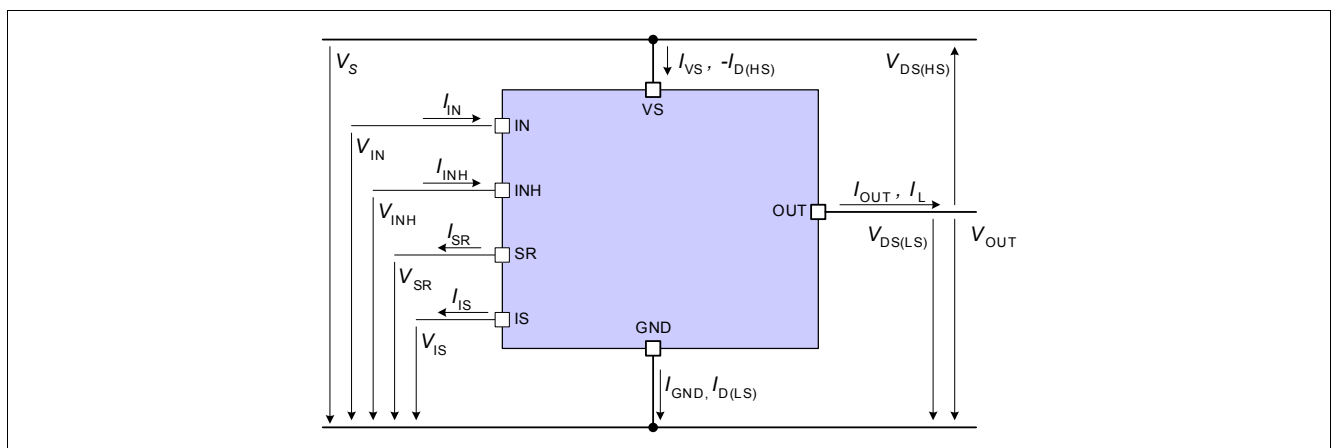 V_S
I_VS , -I_D(HS)
V_DS(HS)
VS
I_IN
IN
V_IN
I_INH
INH
V_INH
OUT
I_OUT , I_L
I_SR
SR
V_DS(LS)
V_OUT
V_SR
I_IS
IS
V_IS
GND
I_GND, I_D(LS)